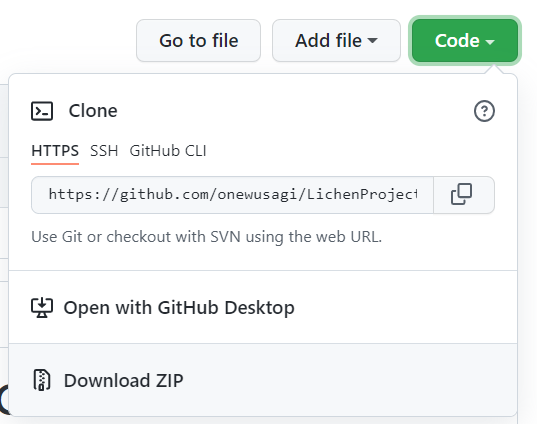 Go to file Add file Code
Clone
HTTPS SSH GitHub CLI
https://github.com/onewusagi/LichenProject
Use Git or checkout with SVN using the web URL.
Open with GitHub Desktop
Download ZIP